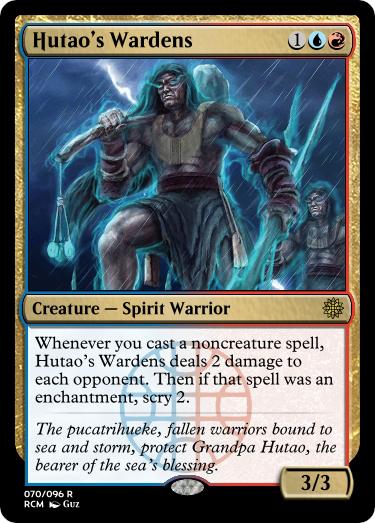 Hutao's Wardens
1
Creature — Spirit Warrior
Whenever you cast a noncreature spell,
Hutao's Wardens deals 2 damage to
each opponent. Then if that spell was an
enchantment, scry 2.
The pucatrihueke, fallen warriors bound to
sea and storm, protect Grandpa Hutao, the
bearer of the sea's blessing.
3/3
070/096 R
RCM Guz